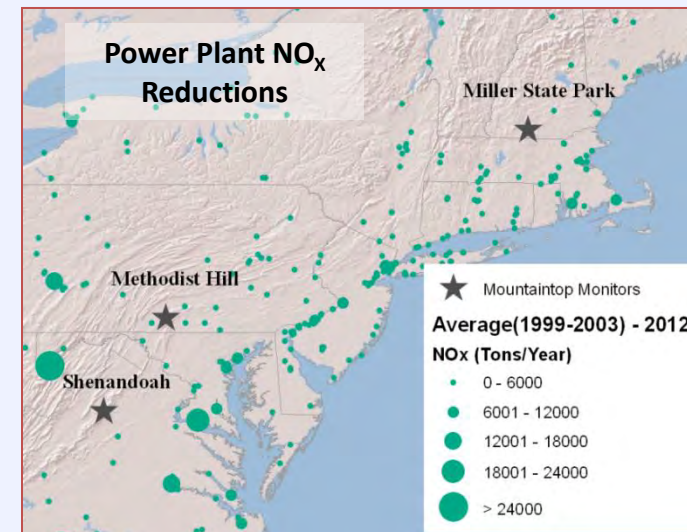 Power Plant NOx
Reductions
Miller State Park
Methodist Hill
Shenandoah
Mountaintop Monitors
Average(1999-2003) - 2012
NOx (Tons/Year)
0 - 6000
6001 - 12000
12001 - 18000
18001 - 24000
> 24000